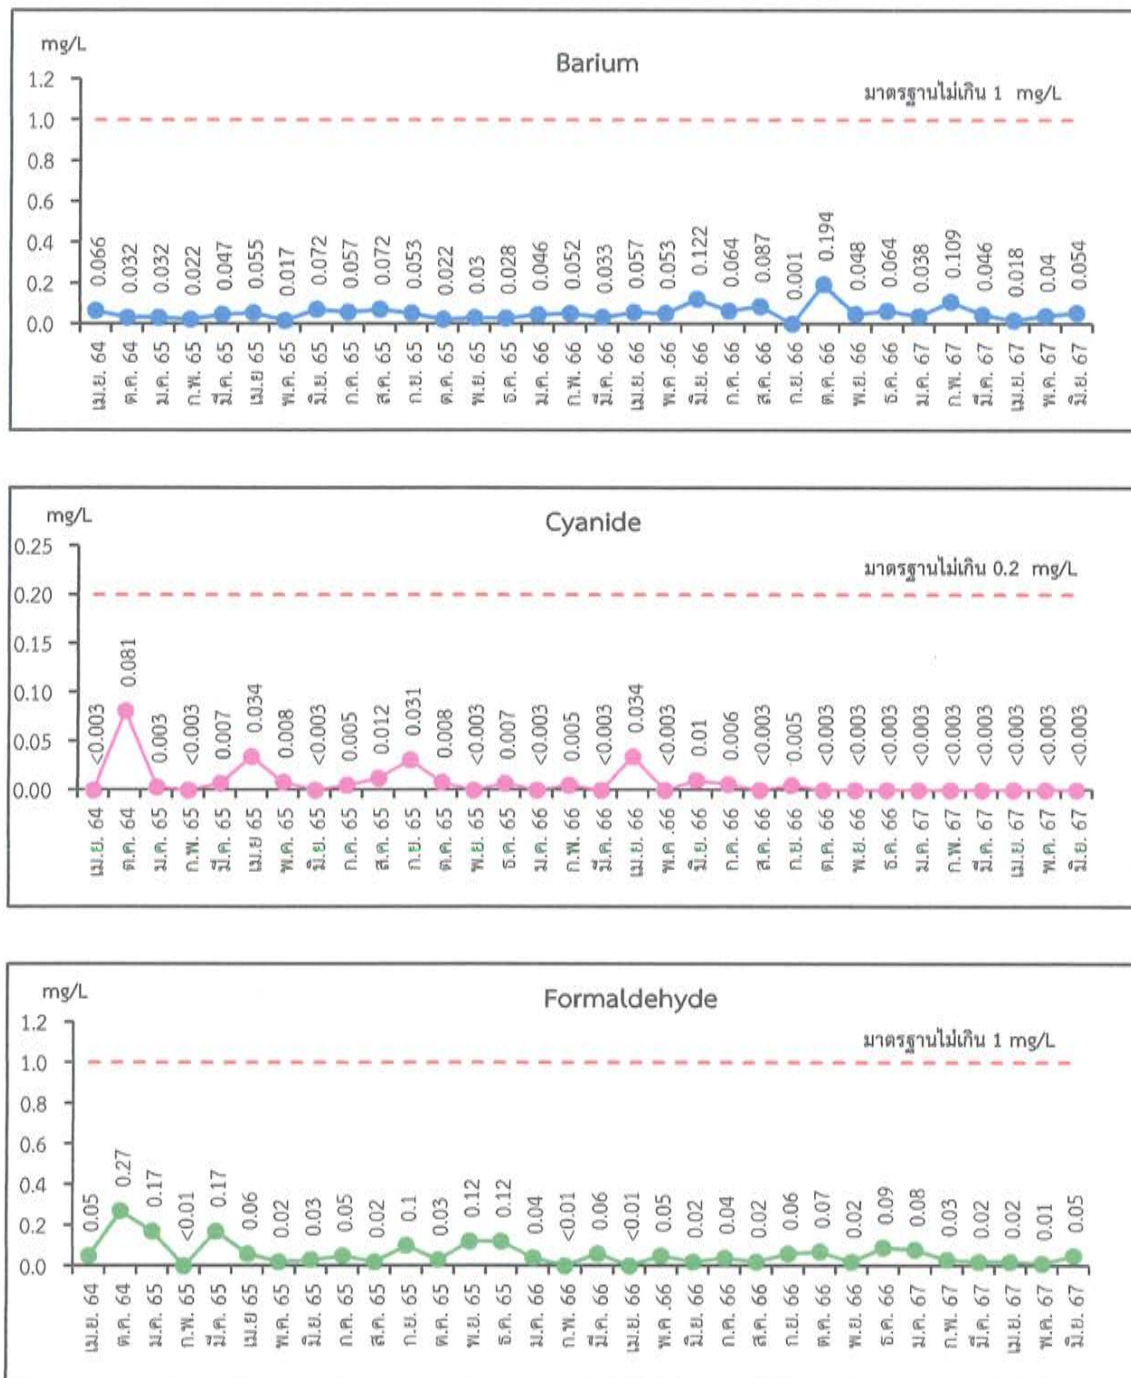 mg/L
Barium
มาตรฐานไม่เกิน 1 mg/L
1.2
1.0
0.8
0.6
0.4
0.2
0.0
0.066 0.032 0.032 0.022 0.047 0.055 0.017 0.072 0.057 0.072 0.053 0.022 0.03 0.028 0.046 0.052 0.033 0.057 0.053 0.122 0.064 0.087 0.001 0.194 0.048 0.064 0.038 0.109 0.046 0.018 0.04 0.054
เม.ย. 64 ต.ค. 64 ม.ค. 65 ก.พ. 65 มี.ค. 65 เม.ย 65 พ.ค. 65 มิ.ย. 65 ก.ค. 65 ส.ค. 65 ก.ย. 65 ต.ค. 65 พ.ย. 65 ธ.ค. 65 ม.ค. 66 ก.พ. 66 มี.ค. 66 เม.ย. 66 พ.ค .66 มิ.ย. 66 ก.ค. 66 ส.ค. 66 ก.ย. 66 ต.ค. 66 พ.ย. 66 ธ.ค. 66 ม.ค. 67 ก.พ. 67 มี.ค. 67 เม.ย. 67 พ.ค. 67 มิ.ย. 67
mg/L
Cyanide
มาตรฐานไม่เกิน 0.2 mg/L
0.25
0.20
0.15
0.10
0.05
0.00
<0.003 0.081 0.003 <0.003 0.007 0.034 0.008 <0.003 0.005 0.012 0.031 0.008 <0.003 0.007 <0.003 0.005 <0.003 0.034 <0.003 0.01 0.006 <0.003 0.005 <0.003 <0.003 <0.003 <0.003 <0.003 <0.003 <0.003 <0.003 <0.003
เม.ย. 64 ต.ค. 64 ม.ค. 65 ก.พ. 65 มี.ค. 65 เม.ย 65 พ.ค. 65 มิ.ย. 65 ก.ค. 65 ส.ค. 65 ก.ย. 65 ต.ค. 65 พ.ย. 65 ธ.ค. 65 ม.ค. 66 ก.พ. 66 มี.ค. 66 เม.ย. 66 พ.ค .66 มิ.ย. 66 ก.ค. 66 ส.ค. 66 ก.ย. 66 ต.ค. 66 พ.ย. 66 ธ.ค. 66 ม.ค. 67 ก.พ. 67 มี.ค. 67 เม.ย. 67 พ.ค. 67 มิ.ย. 67
mg/L
Formaldehyde
มาตรฐานไม่เกิน 1 mg/L
1.2
1.0
0.8
0.6
0.4
0.2
0.0
0.05 0.27 0.17 <0.01 0.17 0.06 0.02 0.03 0.05 0.02 0.1 0.03 0.12 0.12 0.04 <0.01 0.06 <0.01 0.05 0.02 0.04 0.02 0.06 0.07 0.02 0.09 0.08 0.03 0.02 0.02 0.01 0.05
เม.ย. 64 ต.ค. 64 ม.ค. 65 ก.พ. 65 มี.ค. 65 เม.ย 65 พ.ค. 65 มิ.ย. 65 ก.ค. 65 ส.ค. 65 ก.ย. 65 ต.ค. 65 พ.ย. 65 ธ.ค. 65 ม.ค. 66 ก.พ. 66 มี.ค. 66 เม.ย. 66 พ.ค .66 มิ.ย. 66 ก.ค. 66 ส.ค. 66 ก.ย. 66 ต.ค. 66 พ.ย. 66 ธ.ค. 66 ม.ค. 67 ก.พ. 67 มี.ค. 67 เม.ย. 67 พ.ค. 67 มิ.ย. 67